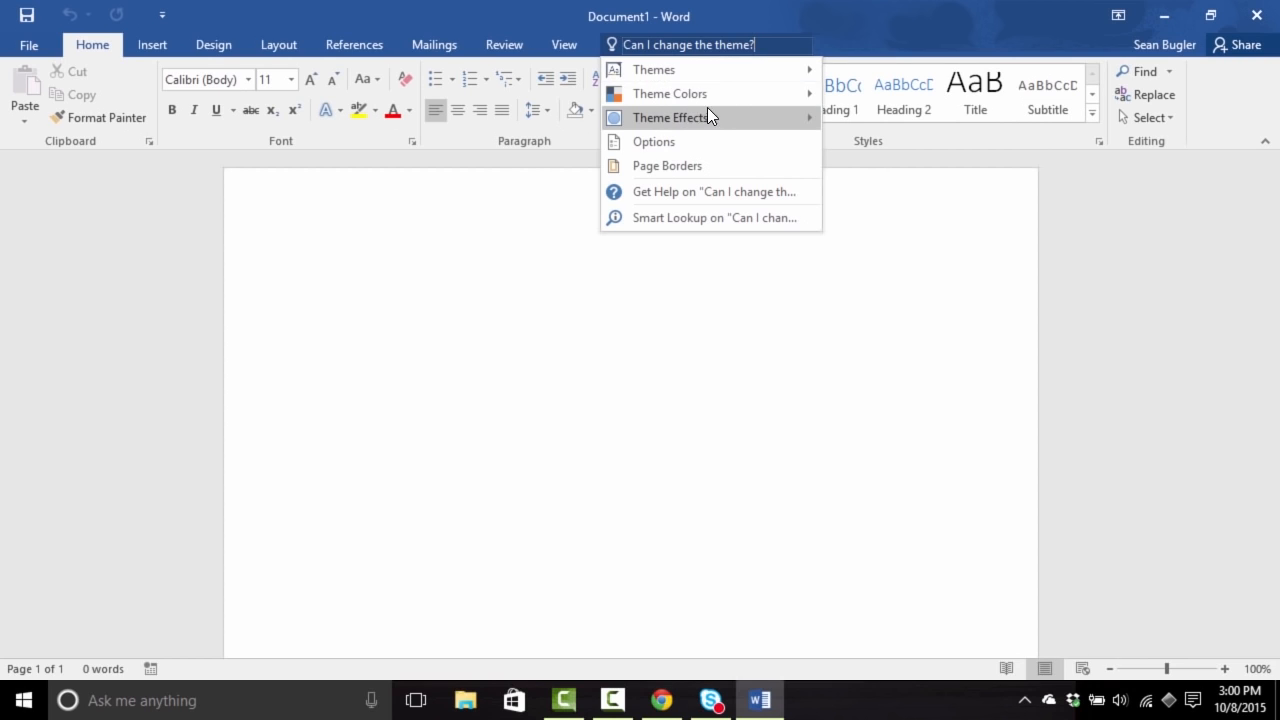 Document1 - Word
File Home Insert Design Layout References Mailings Review View Can I change the theme? Sean Bugler Share
Paste
Cut
Copy
Format Painter
Clipboard
Calibri (Body) 11 Aa
B I U abc x₂ x² A aby A
Font
Paragraph
BbCc AaBbCcD AaB AaBbCcD
ading 1 Heading 2 Title Subtitle
Styles
Find
Replace
Select
Editing
Themes
Theme Colors
Theme Effects
Options
Page Borders
Get Help on "Can I change th...
Smart Lookup on "Can I chan...
Page 1 of 1 0 words 100%
Ask me anything
3:00 PM
10/8/2015